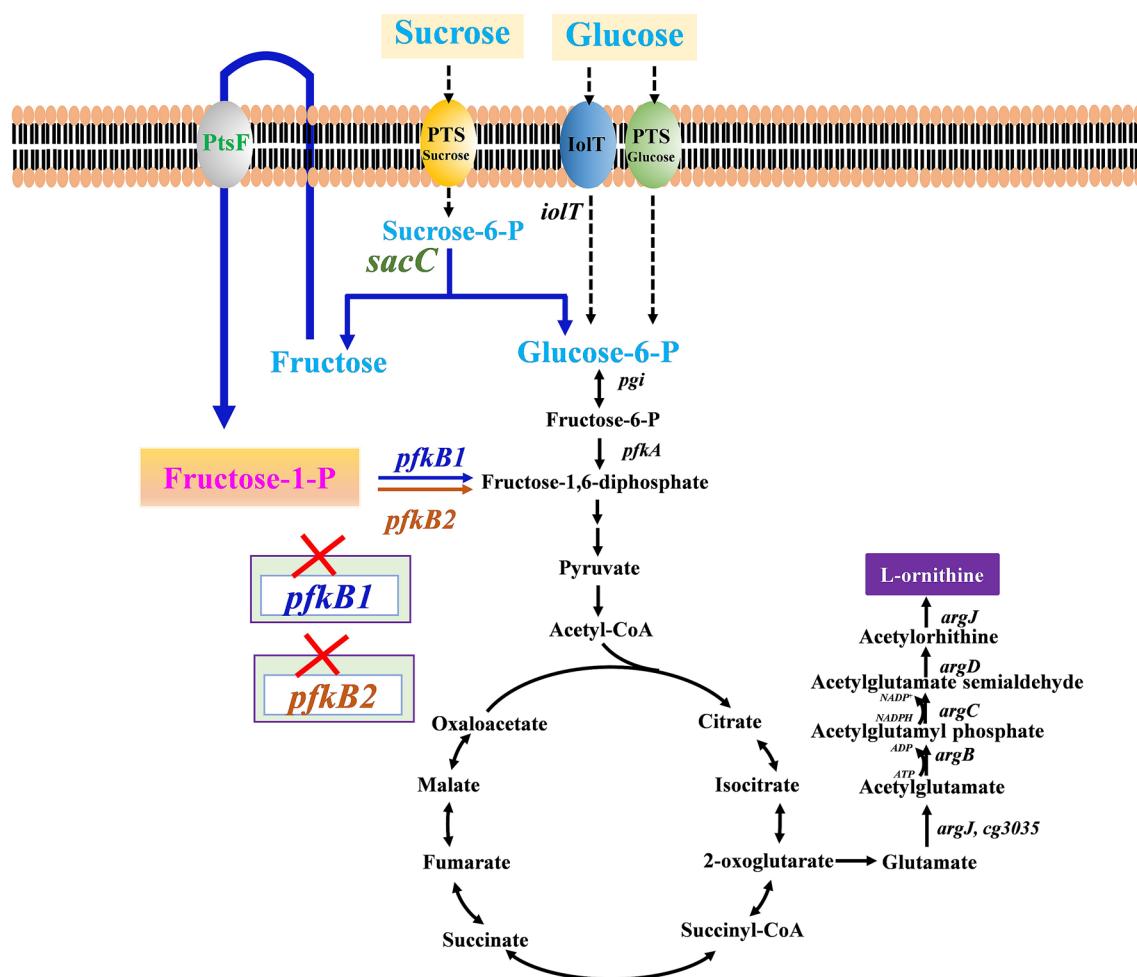 Sucrose
Glucose
PtsF
PTS
Sucrose
IolT
PTS
Glucose
iolT
Sucrose-6-P
sacC
Fructose
Glucose-6-P
pgi
Fructose-6-P
pfkA
Fructose-1-P
pfkB1
pfkB2
Fructose-1,6-diphosphate
Pyruvate
Acetyl-CoA
pfkB1
pfkB2
Oxaloacetate
Citrate
Malate
Isocitrate
Fumarate
2-oxoglutarate
Succinate
Succinyl-CoA
L-ornithine
argJ
Acetylorhithine
argD
Acetylglutamate semialdehyde
NADP+
argC
NADPH
Acetylglutamyl phosphate
ADP
argB
ATP
Acetylglutamate
argJ, cg3035
Glutamate